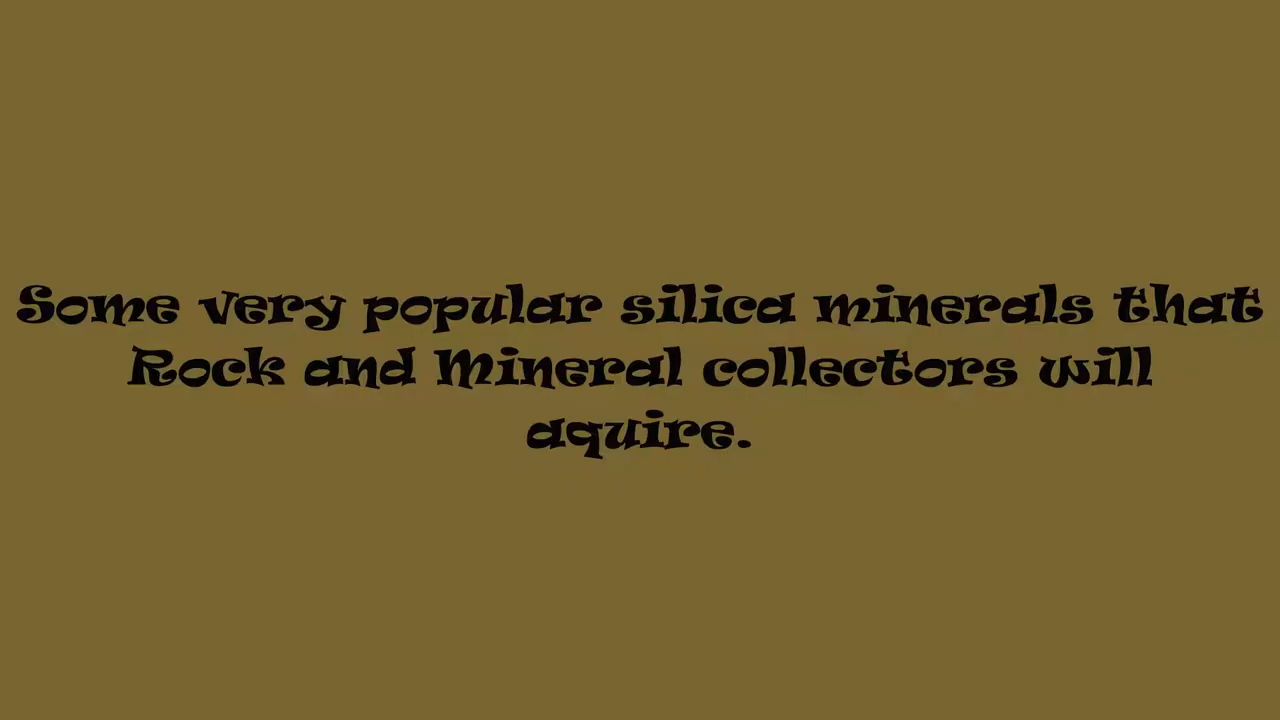 Some very popular silica minerals that
Rock and Mineral collectors will
aquire.